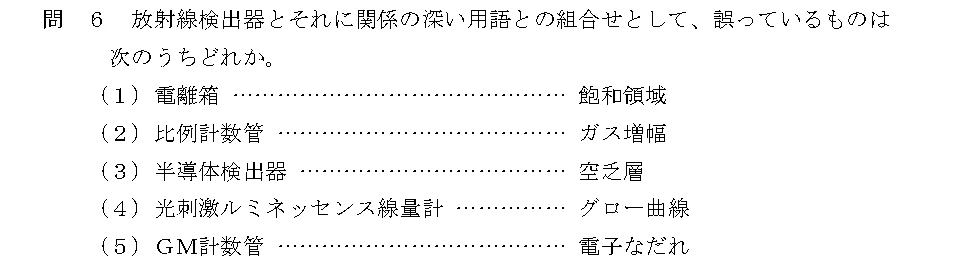 問　６　放射線検出器とそれに関係の深い用語との組合せとして、誤っているものは
次のうちどれか。
（１）電離箱 ……………………………………… 飽和領域
（２）比例計数管 ………………………………… ガス増幅
（３）半導体検出器 ……………………………… 空乏層
（４）光刺激ルミネッセンス線量計 …………… グロー曲線
（５）ＧＭ計数管 ………………………………… 電子なだれ